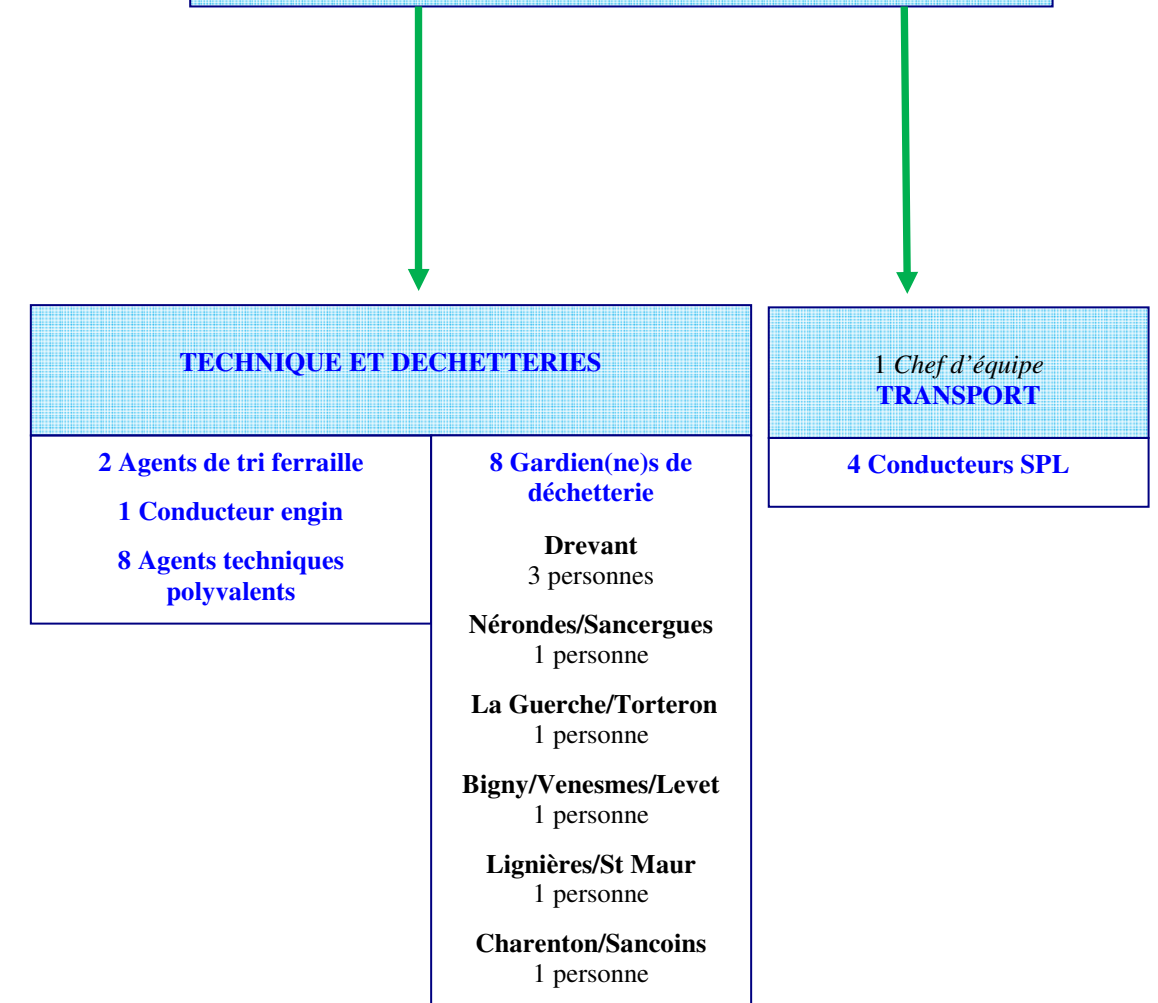 TECHNIQUE ET DECHETTERIES
2 Agents de tri ferraille
1 Conducteur engin
8 Agents techniques
polyvalents
8 Gardien(ne)s de
déchetterie
Drevant
3 personnes
Nérondes/Sancergues
1 personne
La Guerche/Torteron
1 personne
Bigny/Venesmes/Levet
1 personne
Lignières/St Maur
1 personne
Charenton/Sancoins
1 personne
1 Chef d'équipe
TRANSPORT
4 Conducteurs SPL